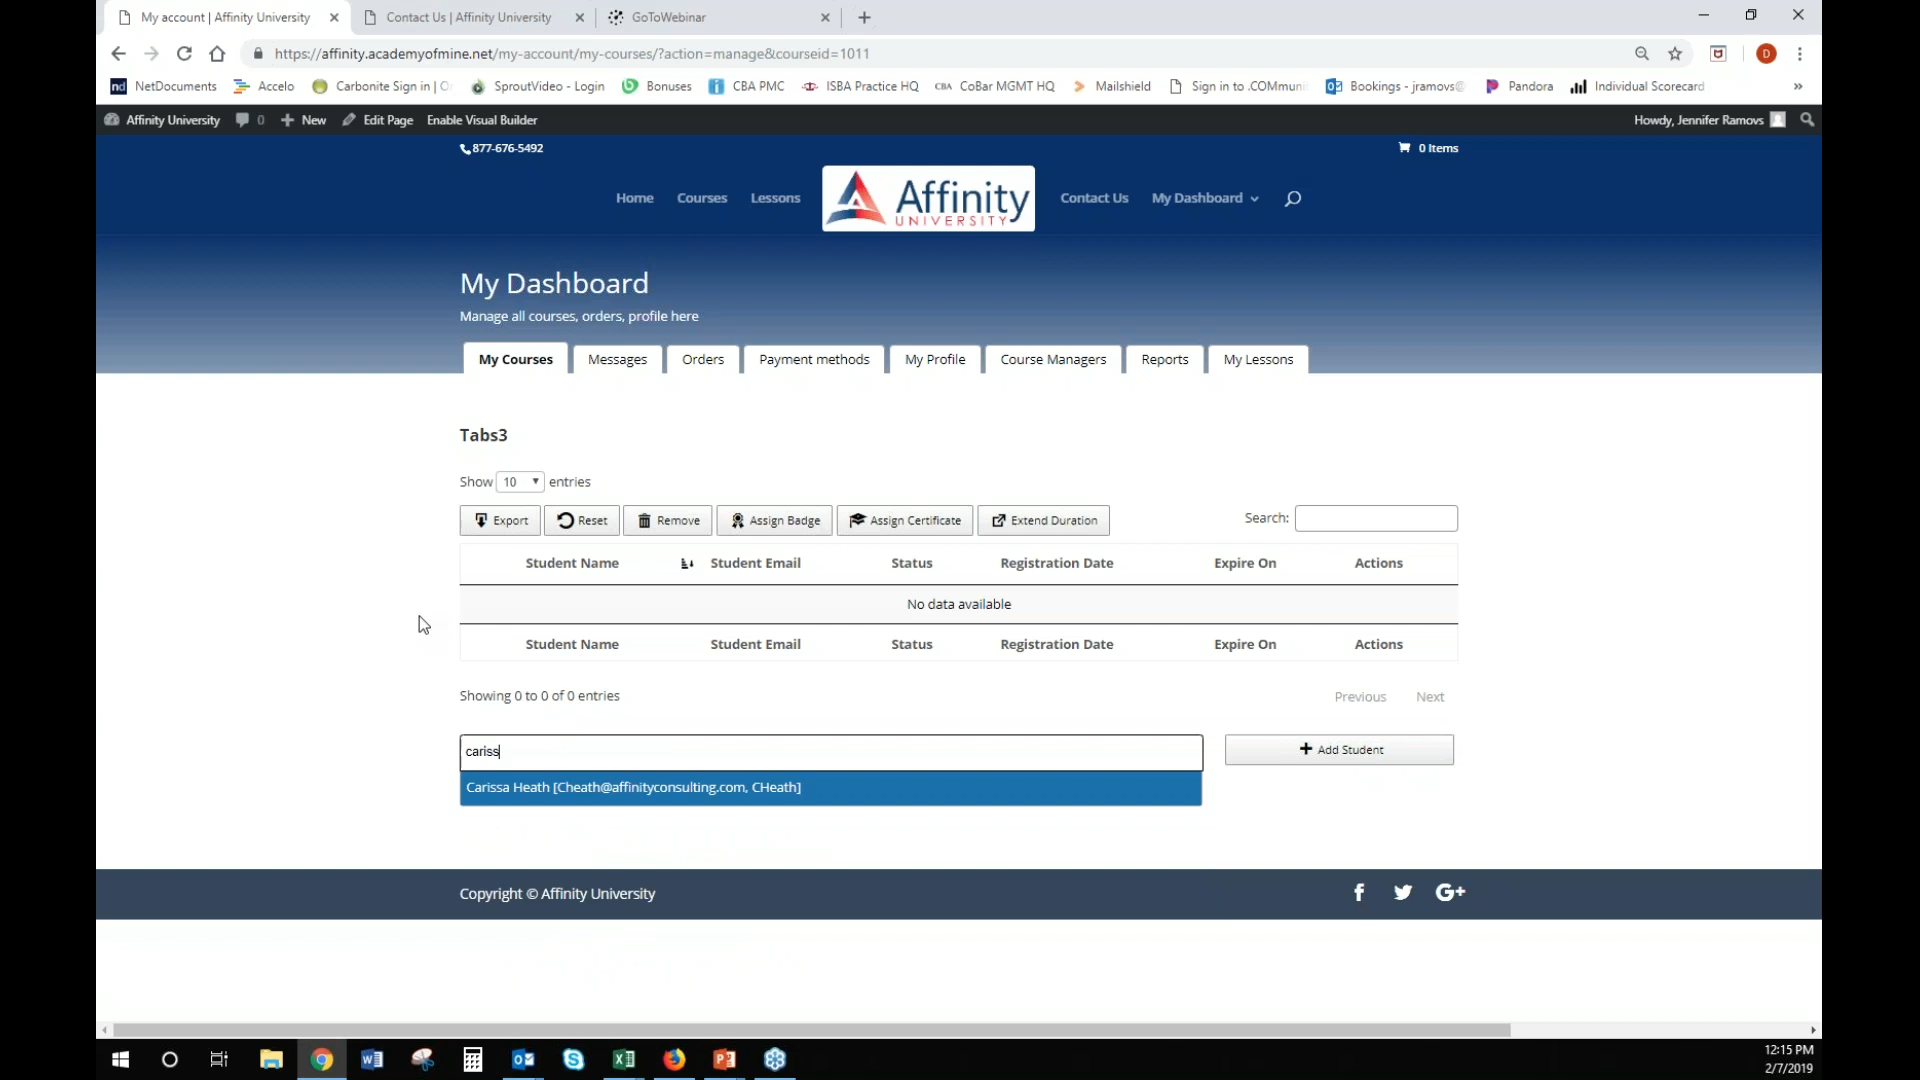 My account | Affinity University
Contact Us | Affinity University
GoToWebinar
https://affinity.academyofmine.net/my-account/my-courses/?action=manage&courseid=1011
D
nd NetDocuments
Accelo
Carbonite Sign in | O
SproutVideo - Login
Bonuses
CBA PMC
ISBA Practice HQ
CBA CoBar MGMT HQ
Mailshield
Sign in to .COMmuni
Bookings - jramovs@
Pandora
Individual Scorecard
»
Affinity University
0
New
Edit Page
Enable Visual Builder
Howdy, Jennifer Ramovs
877-676-5492
0 Items
Home
Courses
Lessons
Affinity
UNIVERSITY
Contact Us
My Dashboard
My Dashboard
Manage all courses, orders, profile here
My Courses
Messages
Orders
Payment methods
My Profile
Course Managers
Reports
My Lessons
Tabs3
Show 10 entries
Export
Reset
Remove
Assign Badge
Assign Certificate
Extend Duration
Search:
Student Name
Student Email
Status
Registration Date
Expire On
Actions
No data available
Student Name
Student Email
Status
Registration Date
Expire On
Actions
Showing 0 to 0 of 0 entries
Previous
Next
cariss
+ Add Student
Carissa Heath [Cheath@affinityconsulting.com, CHeath]
Copyright © Affinity University
f
G+
12:15 PM
2/7/2019